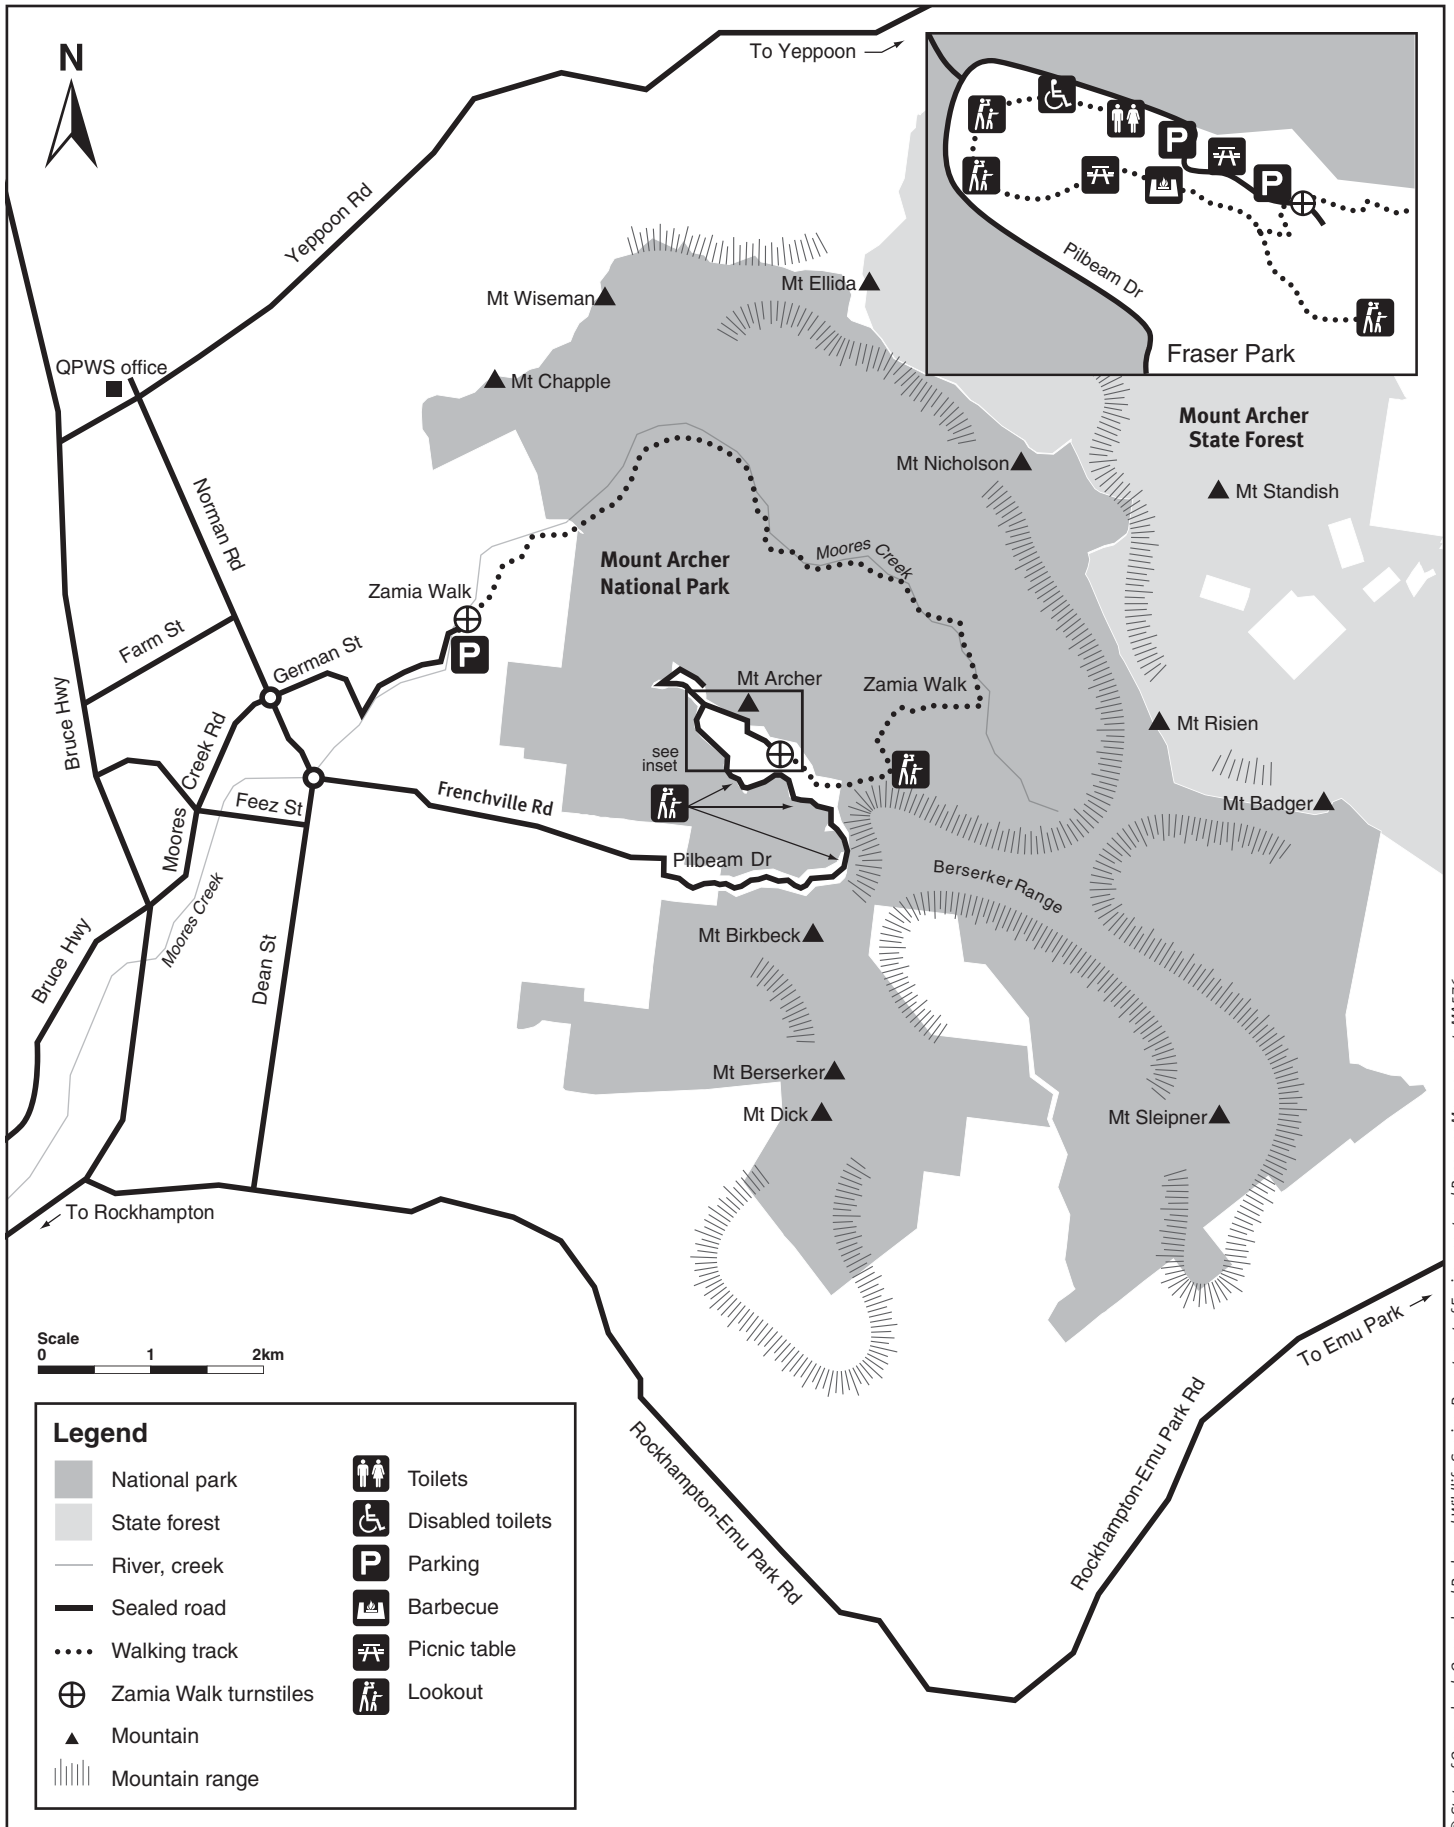 N
To Yeppoon
Yeppoon Rd
Pilbeam Dr
Fraser Park
P
P
Mt Ellida
Mt Wiseman
QPWS office
Mt Chapple
Mount Archer
State Forest
Mt Nicholson
Mt Standish
Norman Rd
Mount Archer
National Park
Moores Creek
Zamia Walk
P
Farm St
German St
Bruce Hwy
Mt Archer
Zamia Walk
see
inset
Mt Risien
Moores Creek Rd
Feez St
Frenchville Rd
Mt Badger
Pilbeam Dr
Berserker Range
Moores Creek
Mt Birkbeck
Bruce Hwy
Dean St
Mt Berserker
Mt Dick
Mt Sleipner
To Rockhampton
To Emu Park
Rockhampton-Emu Park Rd
Rockhampton-Emu Park Rd
Scale
0 1 2km
Legend
National park
State forest
River, creek
Sealed road
Walking track
Zamia Walk turnstiles
Mountain
Mountain range
Toilets
Disabled toilets
P Parking
Barbecue
Picnic table
Lookout